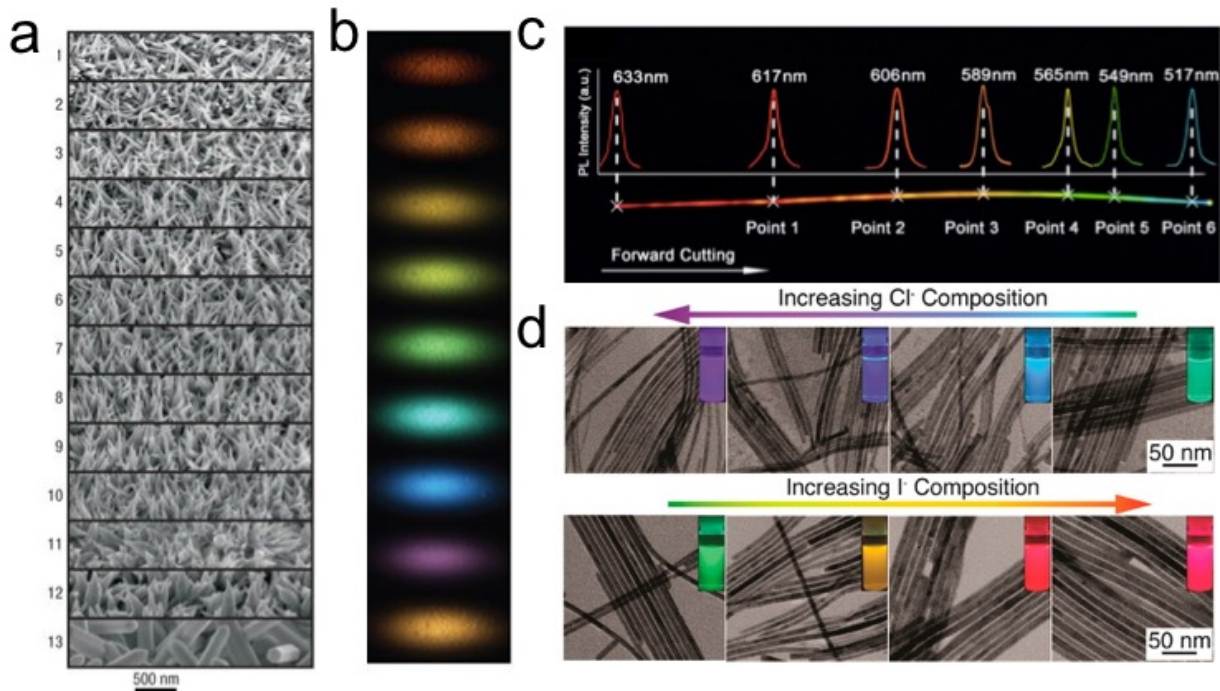 a
1
2
3
4
5
6
7
8
9
10
11
12
13
500 nm
b
c
PL Intensity (a.u.)
633nm 617nm 606nm 589nm 565nm 549nm 517nm
Point 1 Point 2 Point 3 Point 4 Point 5 Point 6
Forward Cutting
d
Increasing Cl⁻ Composition
50 nm
Increasing I⁻ Composition
50 nm